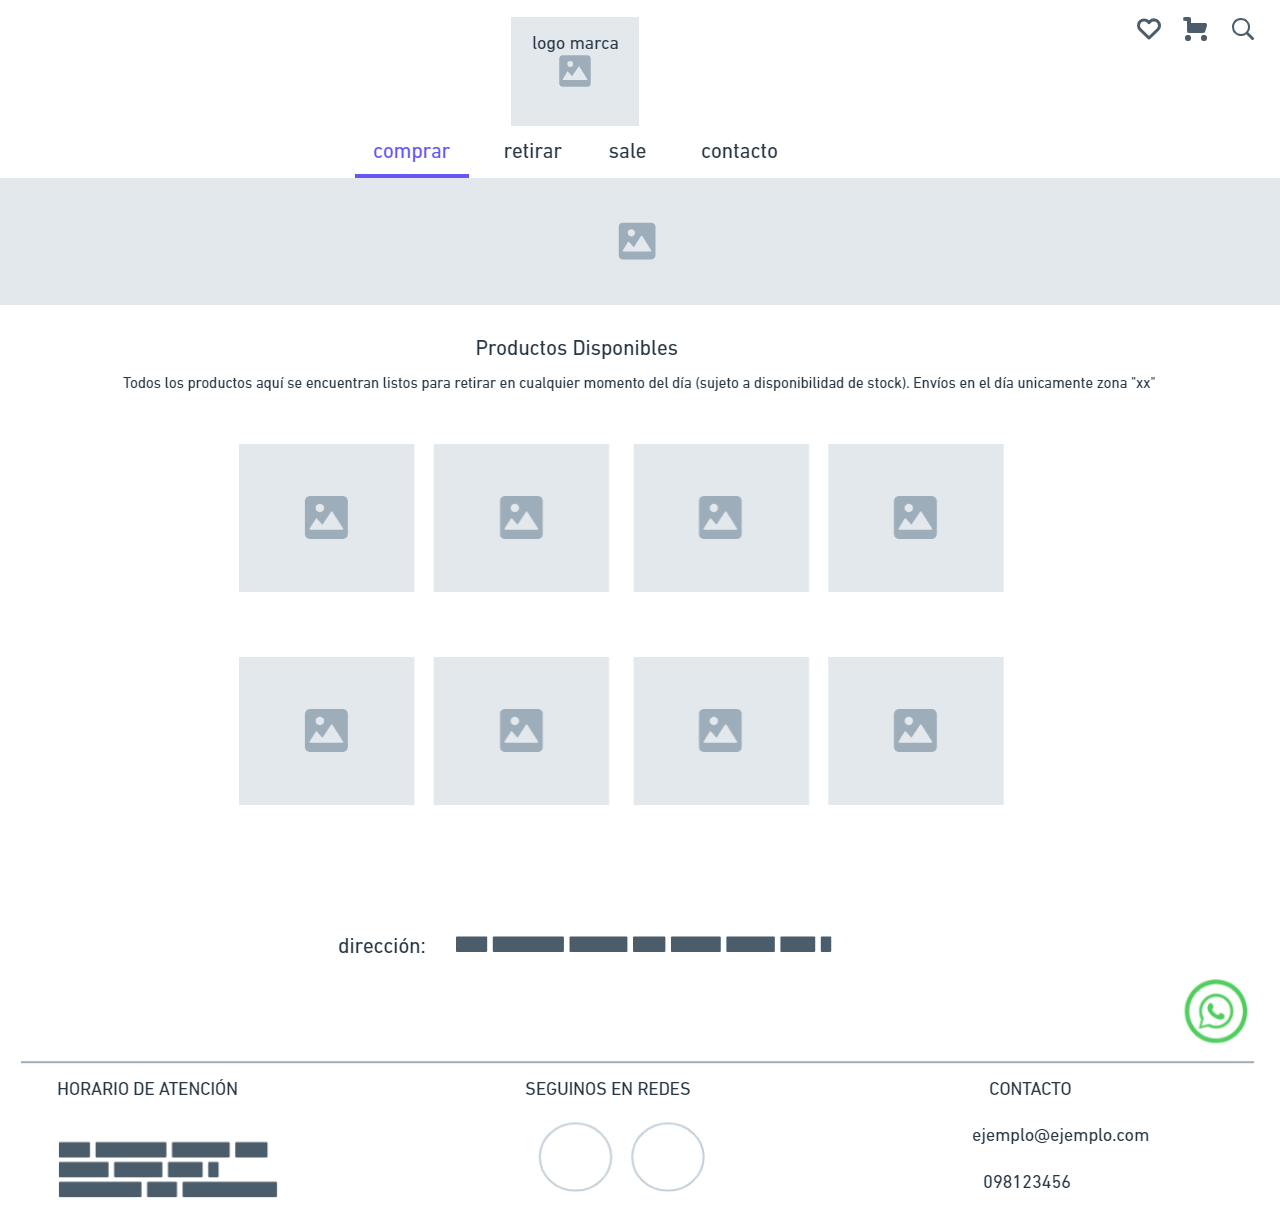 logo marca
comprar
retirar
sale
contacto
Productos Disponibles
Todos los productos aquí se encuentran listos para retirar en cualquier momento del día (sujeto a disponibilidad de stock). Envíos en el día unicamente zona "xx"
dirección:
HORARIO DE ATENCIÓN
SEGUINOS EN REDES
CONTACTO
ejemplo@ejemplo.com
098123456